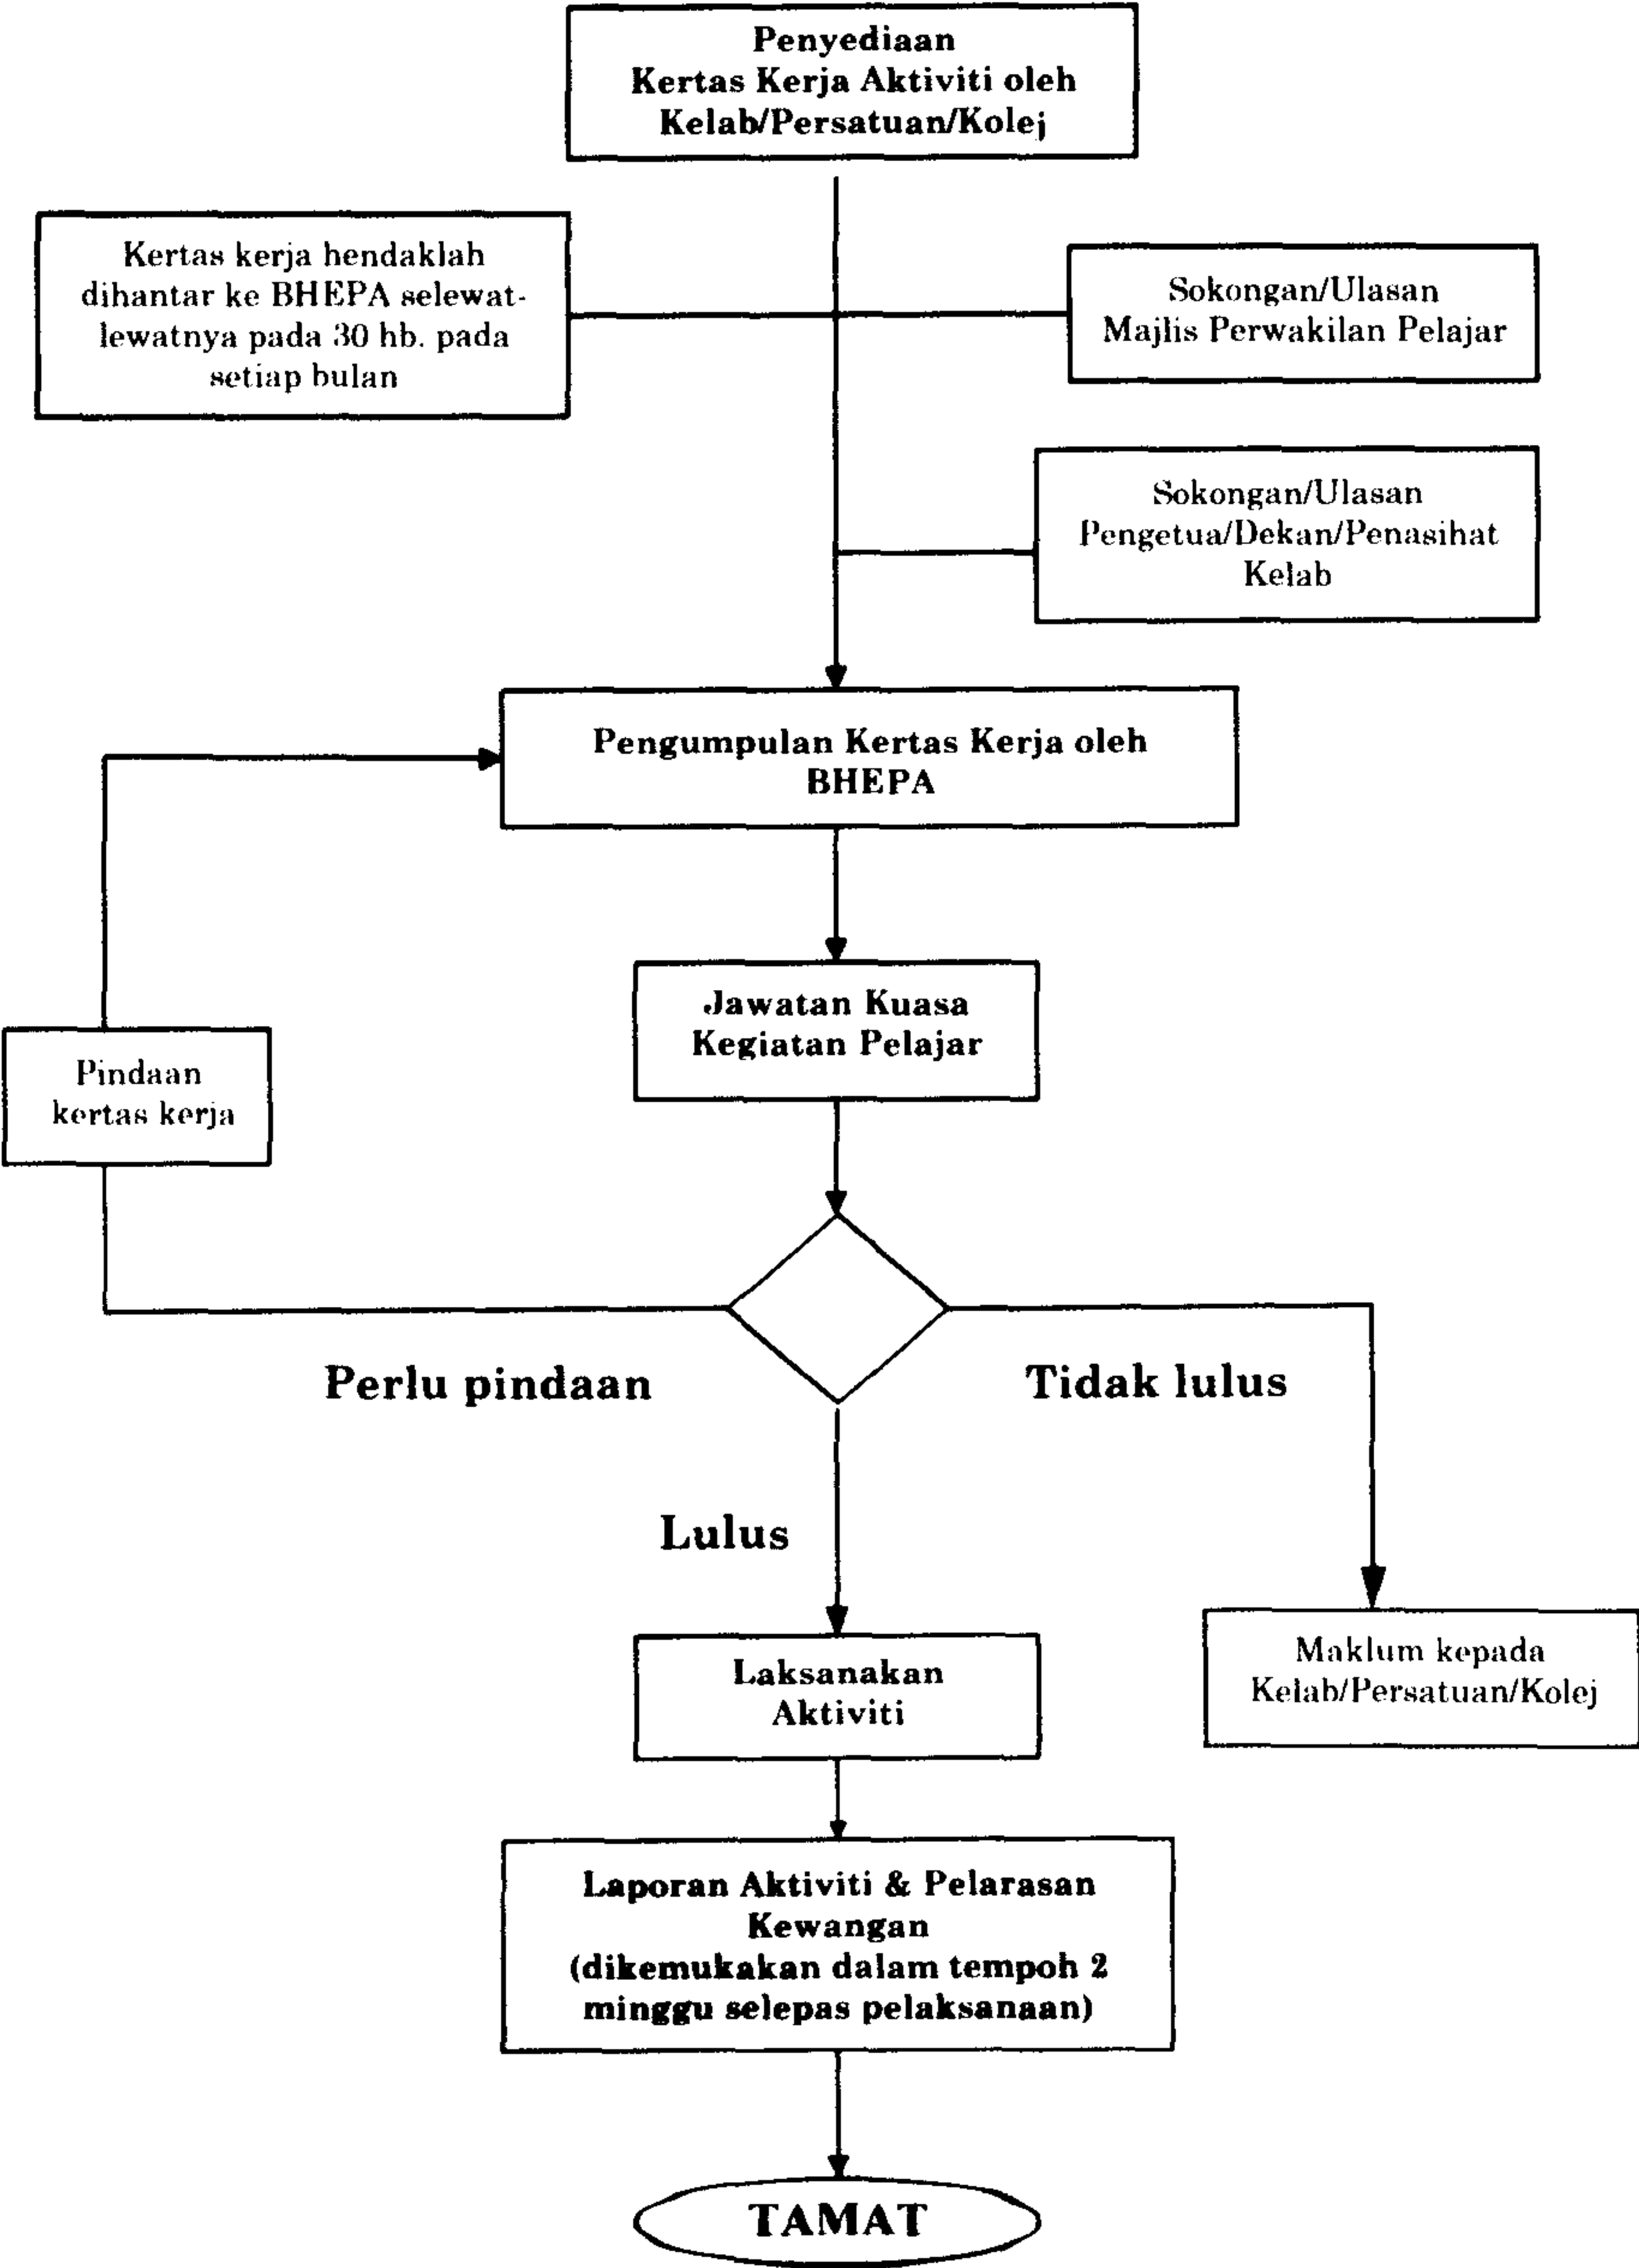 Penyediaan
Kertas Kerja Aktiviti oleh
Kelab/Persatuan/Kolej
Kertas kerja hendaklah
dihantar ke BHEPA selewat-
lewatnya pada 30 hb. pada
setiap bulan
Sokongan/Ulasan
Majlis Perwakilan Pelajar
Sokongan/Ulasan
Pengetua/Dekan/Penasihat
Kelab
Pengumpulan Kertas Kerja oleh
BHEPA
Jawatan Kuasa
Kegiatan Pelajar
Pindaan
kertas kerja
Perlu pindaan
Tidak lulus
Lulus
Laksanakan
Aktiviti
Maklum kepada
Kelab/Persatuan/Kolej
Laporan Aktiviti & Pelarasan
Kewangan
(dikemukakan dalam tempoh 2
minggu selepas pelaksanaan)
TAMAT